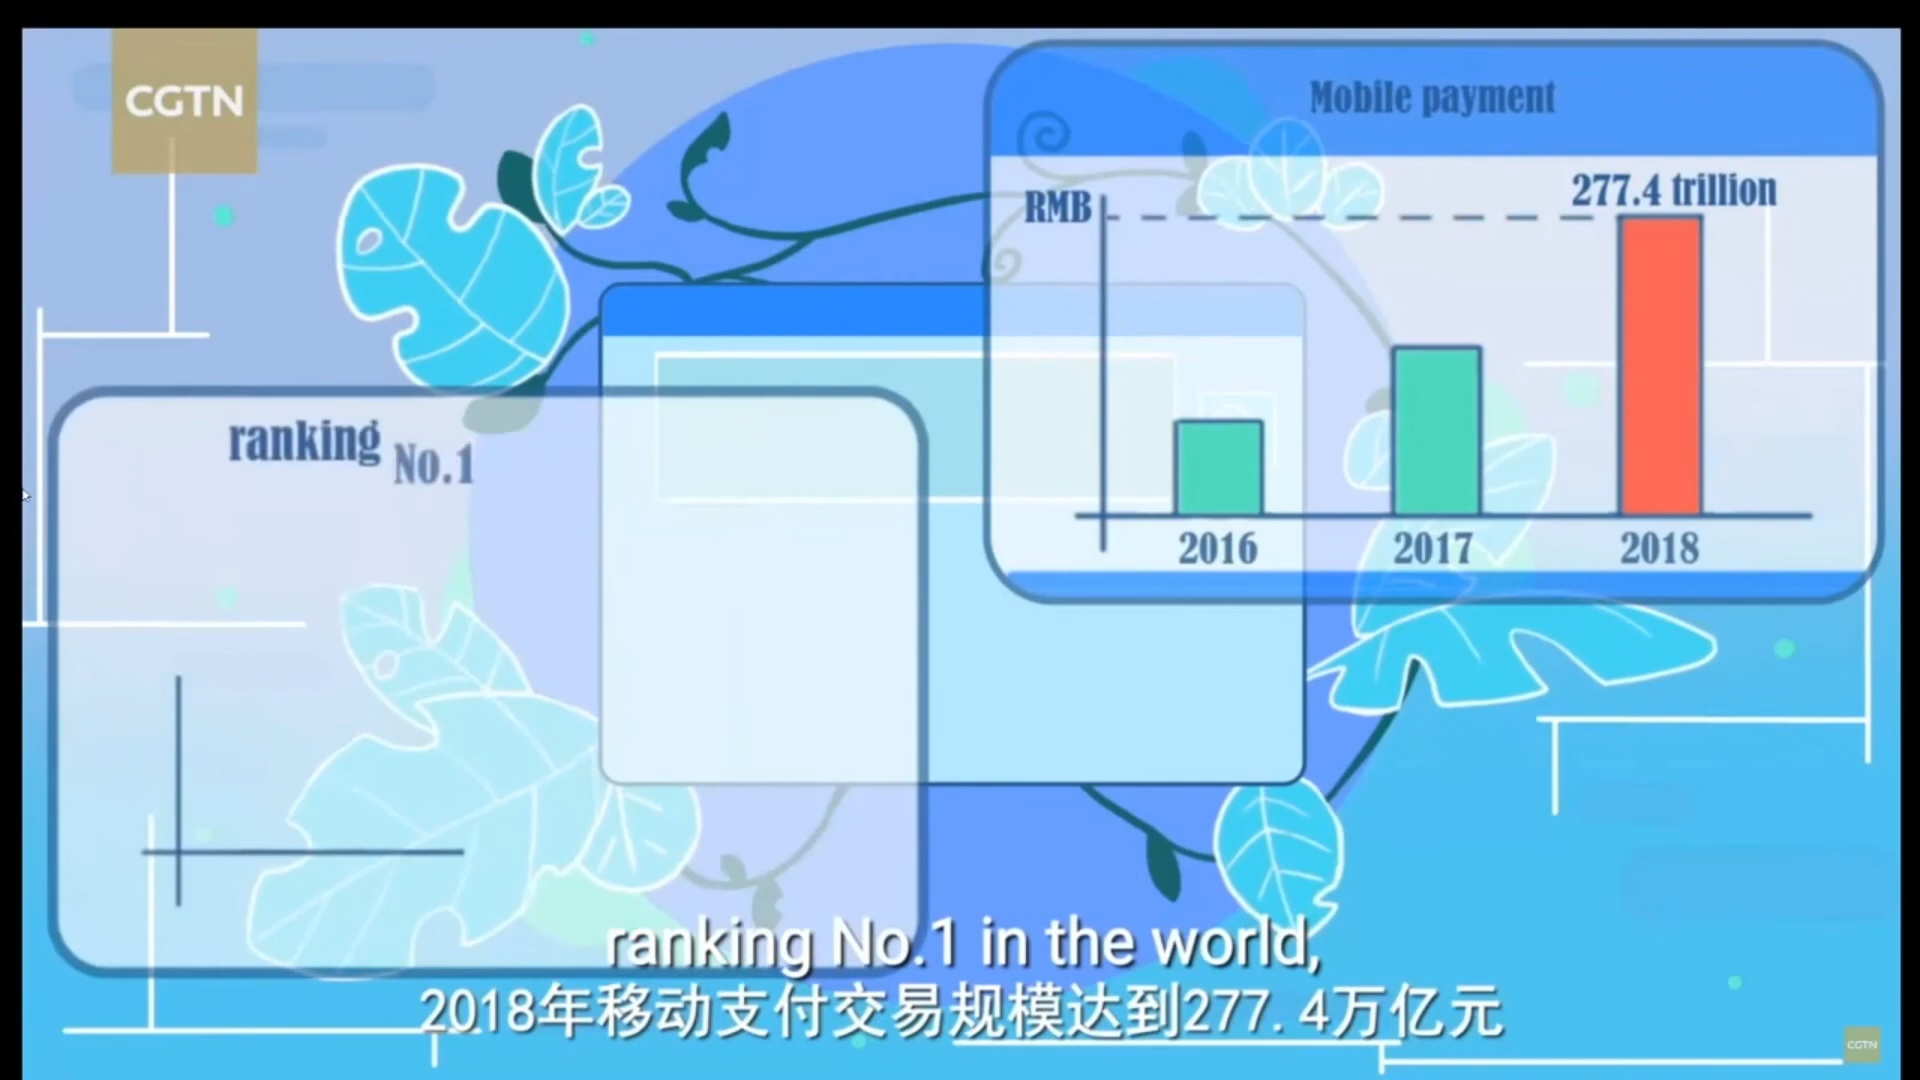 CGTN
Mobile payment
RMB
277.4 trillion
2016 2017 2018
ranking No.1
ranking No.1 in the world,
2018年移动支付交易规模达到277.4万亿元
CGTN